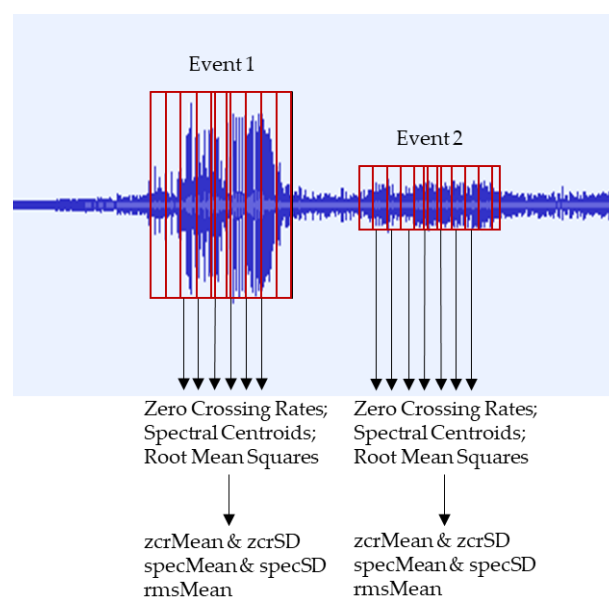 Event 1
Event 2
Zero Crossing Rates;
Spectral Centroids;
Root Mean Squares
Zero Crossing Rates;
Spectral Centroids;
Root Mean Squares
zcrMean & zcrSD
specMean & specSD
rmsMean
zcrMean & zcrSD
specMean & specSD
rmsMean